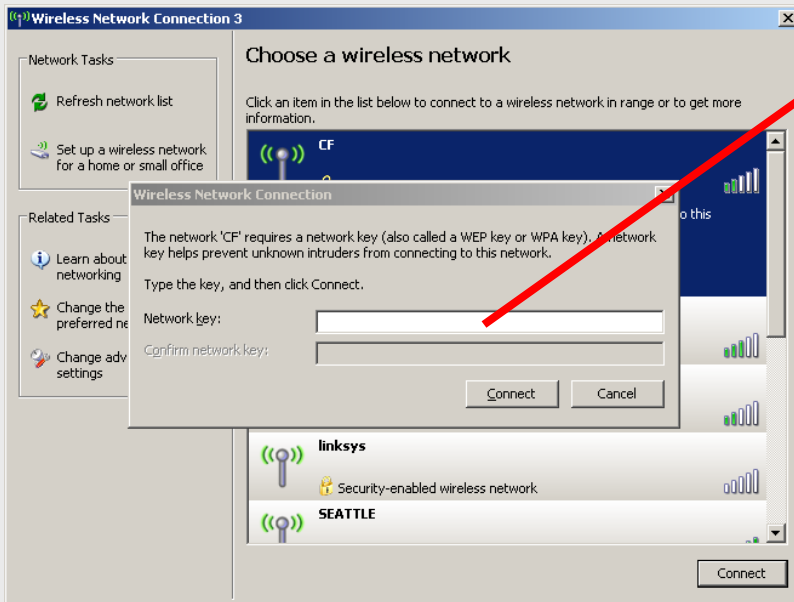 Wireless Network Connection 3
Network Tasks
Refresh network list
Set up a wireless network
for a home or small office
Related Tasks
Learn about
networking
Change the
preferred ne
Change adv
settings
Choose a wireless network
Click an item in the list below to connect to a wireless network in range or to get more
information.
CF
o this
Wireless Network Connection
The network 'CF' requires a network key (also called a WEP key or WPA key). A network
key helps prevent unknown intruders from connecting to this network.
Type the key, and then click Connect.
Network key:
Confirm network key:
Connect
Cancel
linksys
Security-enabled wireless network
SEATTLE
Connect